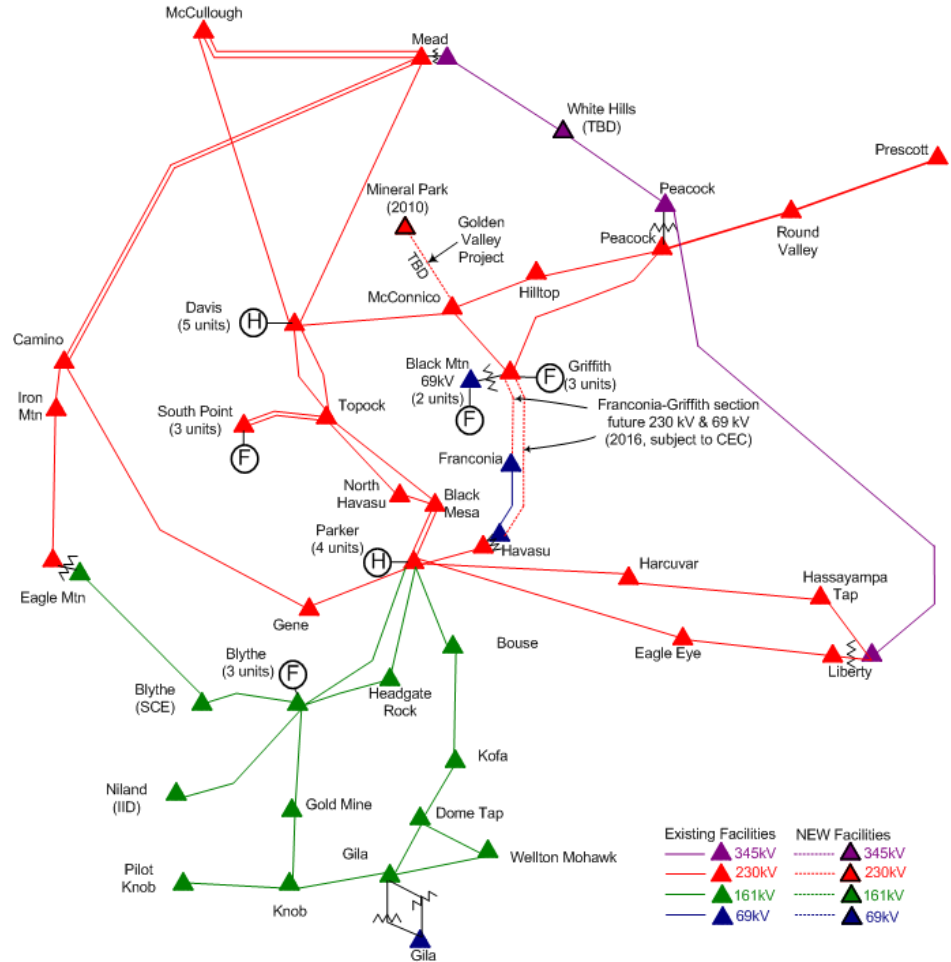 McCullough
Mead
White Hills
(TBD)
Prescott
Mineral Park
(2010)
Peacock
Golden
Valley
Project
TBD
Peacock
Round
Valley
Hilltop
McConnico
Davis
(5 units)
H
Camino
Black Mtn
69kV
(2 units)
F
F
Griffith
(3 units)
Iron
Mtn
South Point
(3 units)
F
Topock
Franconia-Griffith section
future 230 kV & 69 kV
(2016, subject to CEC)
Franconia
North
Havasu
Black
Mesa
Parker
(4 units)
H
Havasu
Harcuvar
Hassayampa
Tap
Eagle Mtn
Gene
Bouse
Eagle Eye
Liberty
Blythe
(3 units)
F
Blythe
(SCE)
Headgate
Rock
Kofa
Niland
(IID)
Gold Mine
Dome Tap
Gila
Wellton Mohawk
Pilot
Knob
Knob
Gila
Existing Facilities NEW Facilities
345kV 345kV
230kV 230kV
161kV 161kV
69kV 69kV